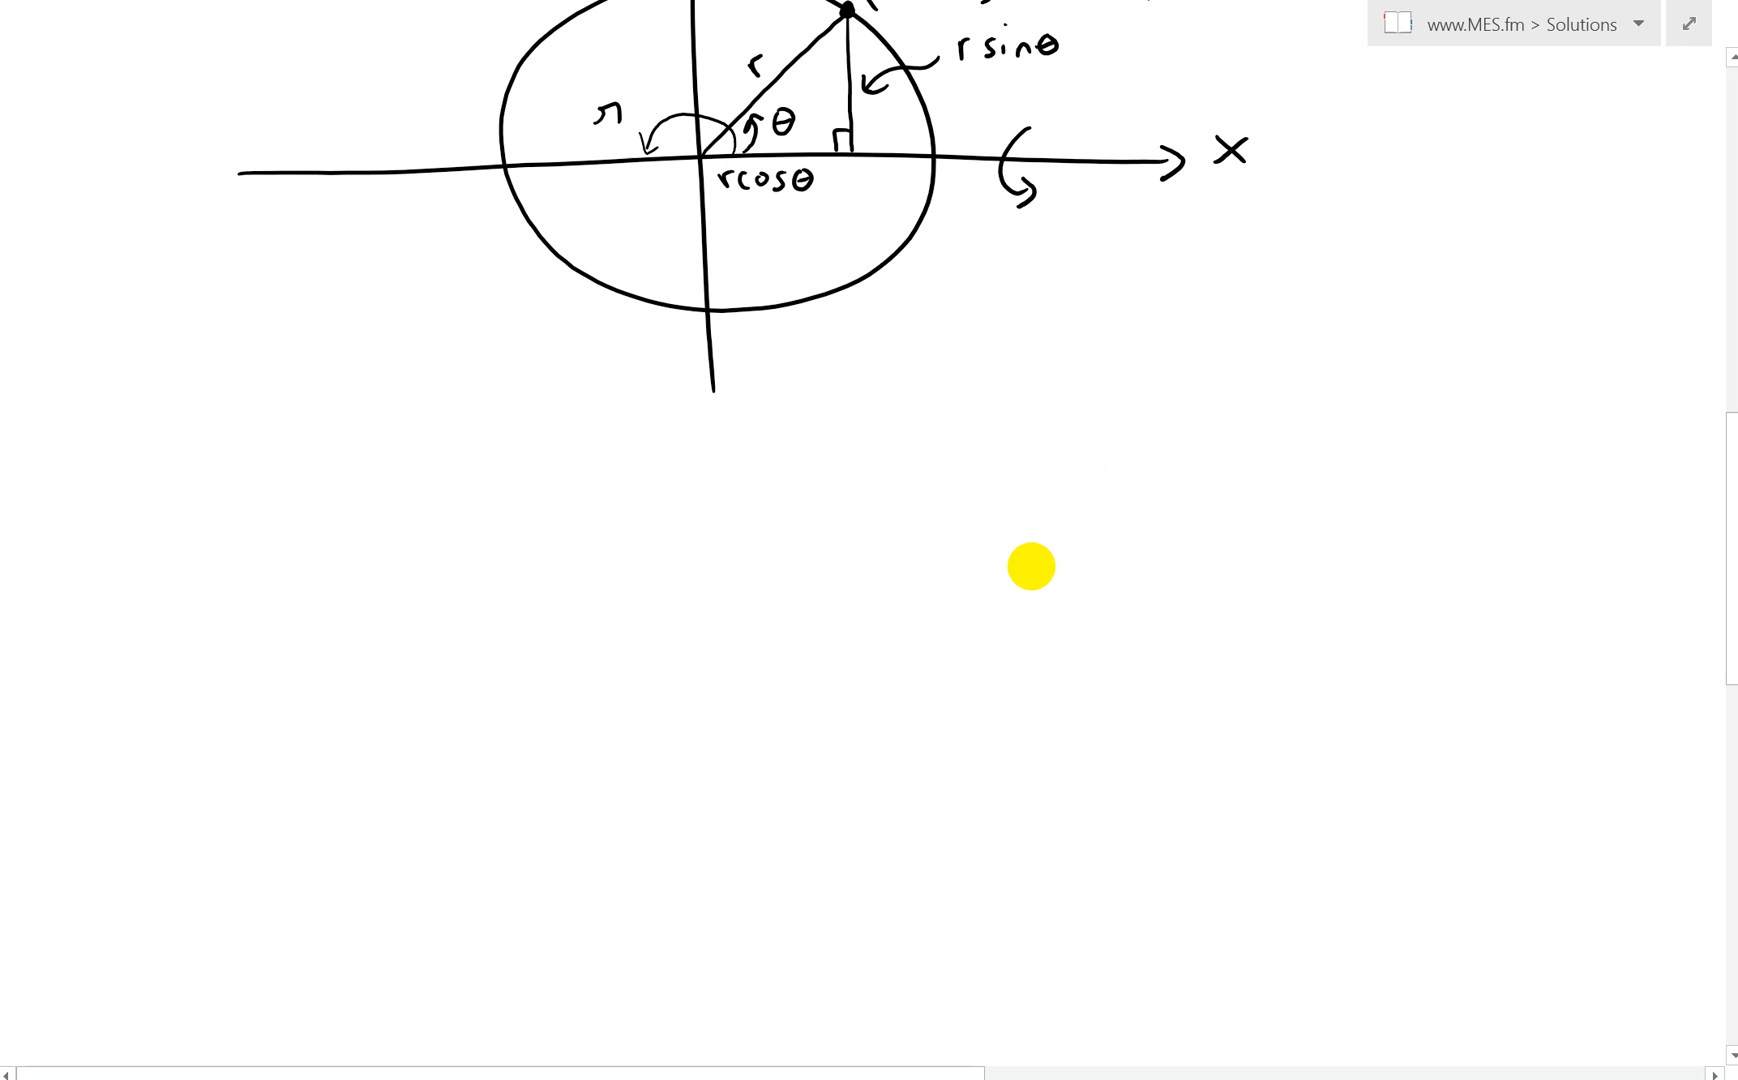 www.MES.fm > Solutions
r sinθ
r
π
θ
x
rcosθ